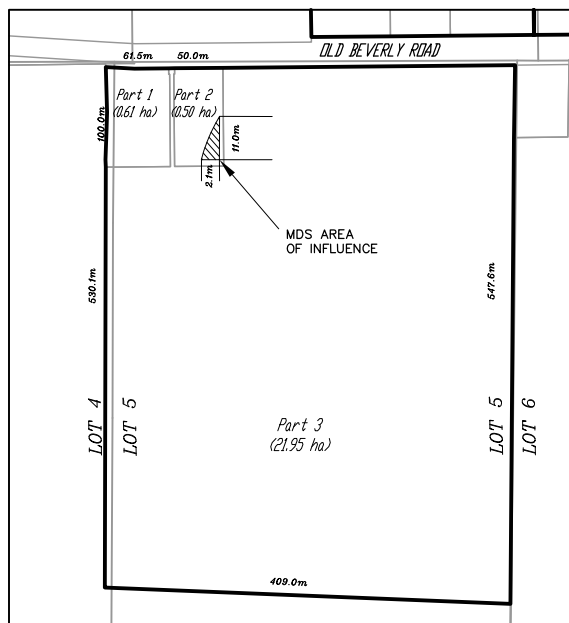 OLD BEVERLY ROAD
61.5m
50.0m
Part 1
(0.61 ha)
Part 2
(0.50 ha)
100.0m
11.0m
2.1m
MDS AREA
OF INFLUENCE
530.1m
547.6m
LOT 4
LOT 5
Part 3
(21.95 ha)
LOT 5
LOT 6
409.0m